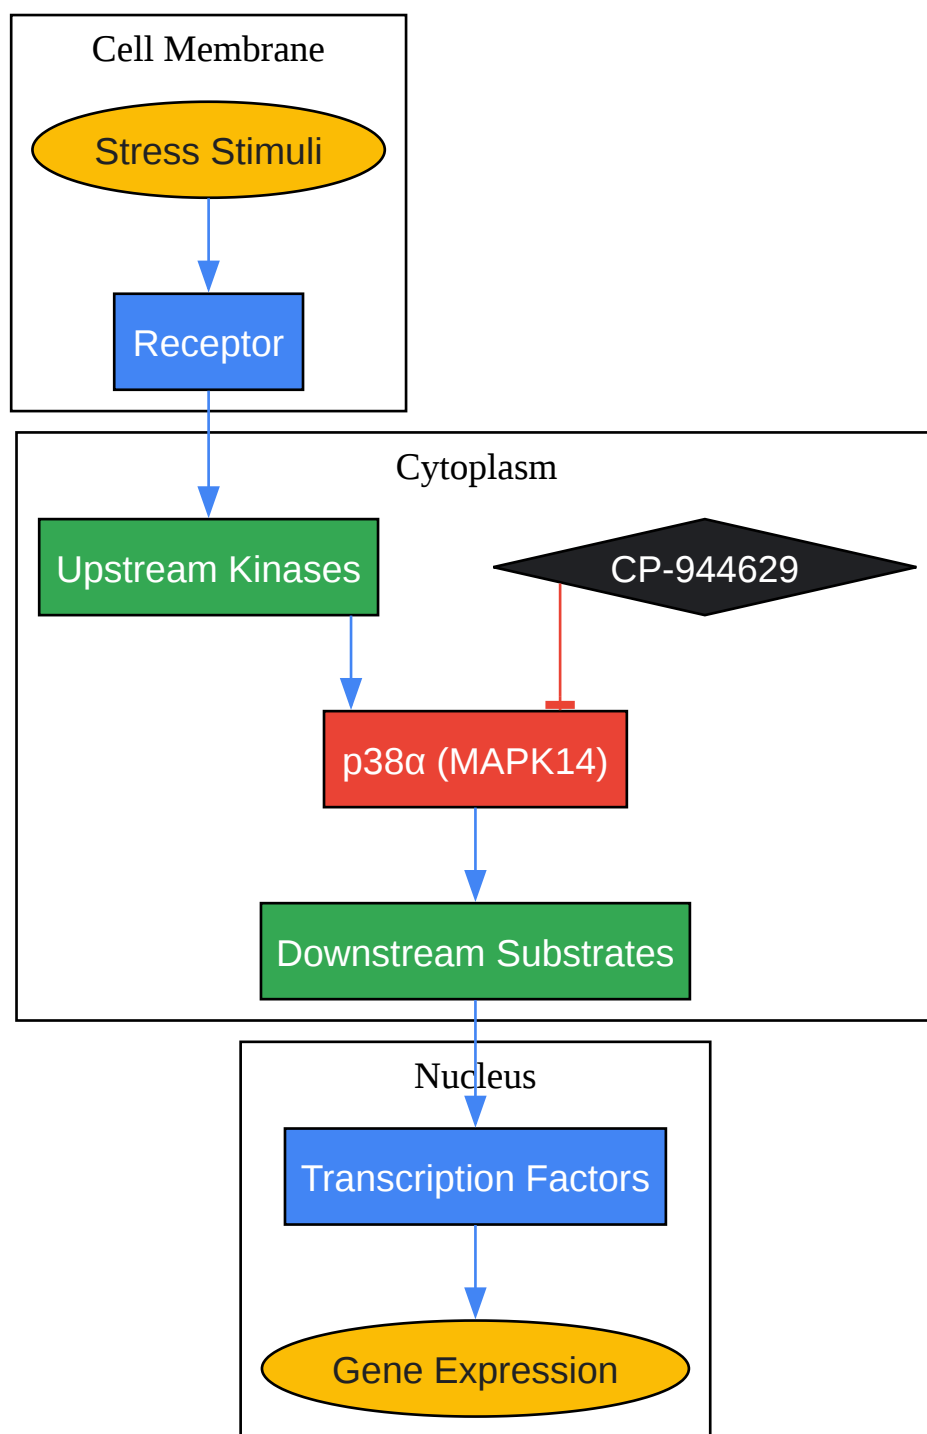 Cell Membrane
Stress Stimuli
Receptor
Cytoplasm
Upstream Kinases
CP-944629
p38α (MAPK14)
Downstream Substrates
Nucleus
Transcription Factors
Gene Expression